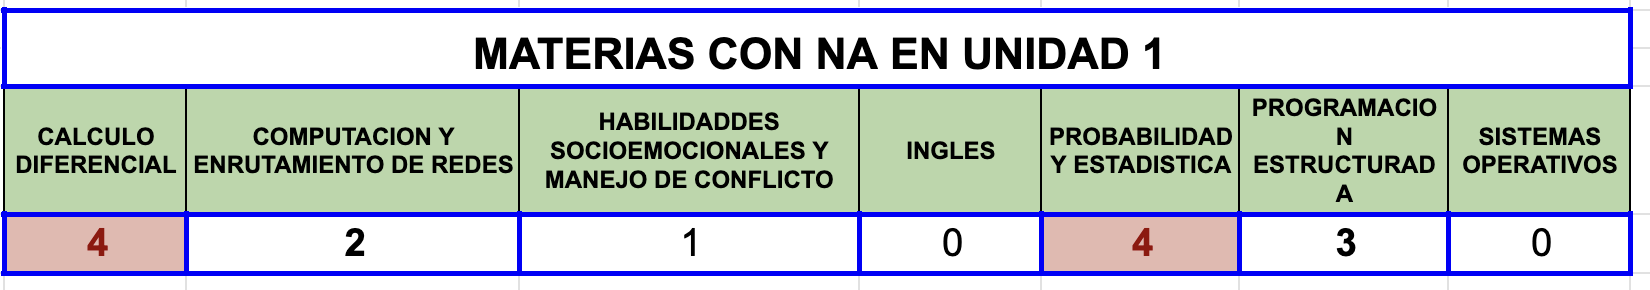 MATERIAS CON NA EN UNIDAD 1
CALCULO
DIFERENCIAL
COMPUTACION Y
ENRUTAMIENTO DE REDES
HABILIDADDES
SOCIOEMOCIONALES Y
MANEJO DE CONFLICTO
INGLES
PROBABILIDAD
Y ESTADISTICA
PROGRAMACIO
N
ESTRUCTURAD
A
SISTEMAS
OPERATIVOS
4
2
1
0
4
3
0